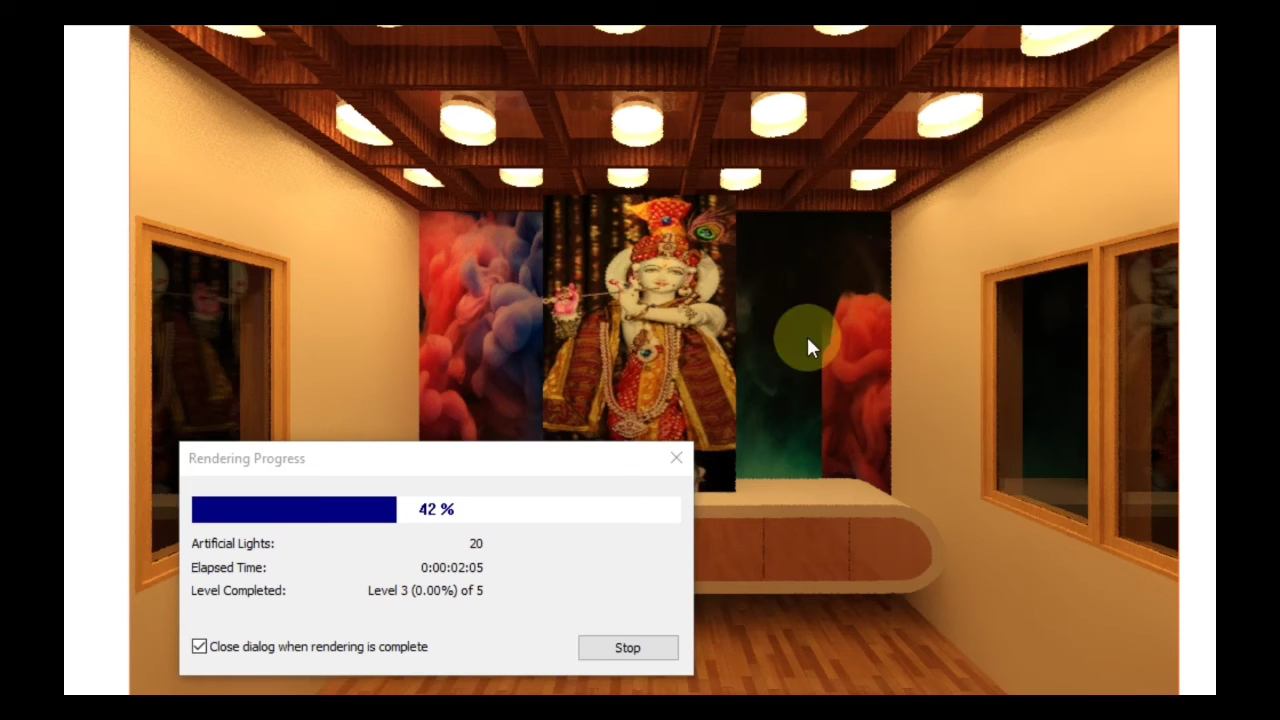 Rendering Progress
42 %
Artificial Lights: 20
Elapsed Time: 0:00:02:05
Level Completed: Level 3 (0.00%) of 5
Close dialog when rendering is complete
Stop